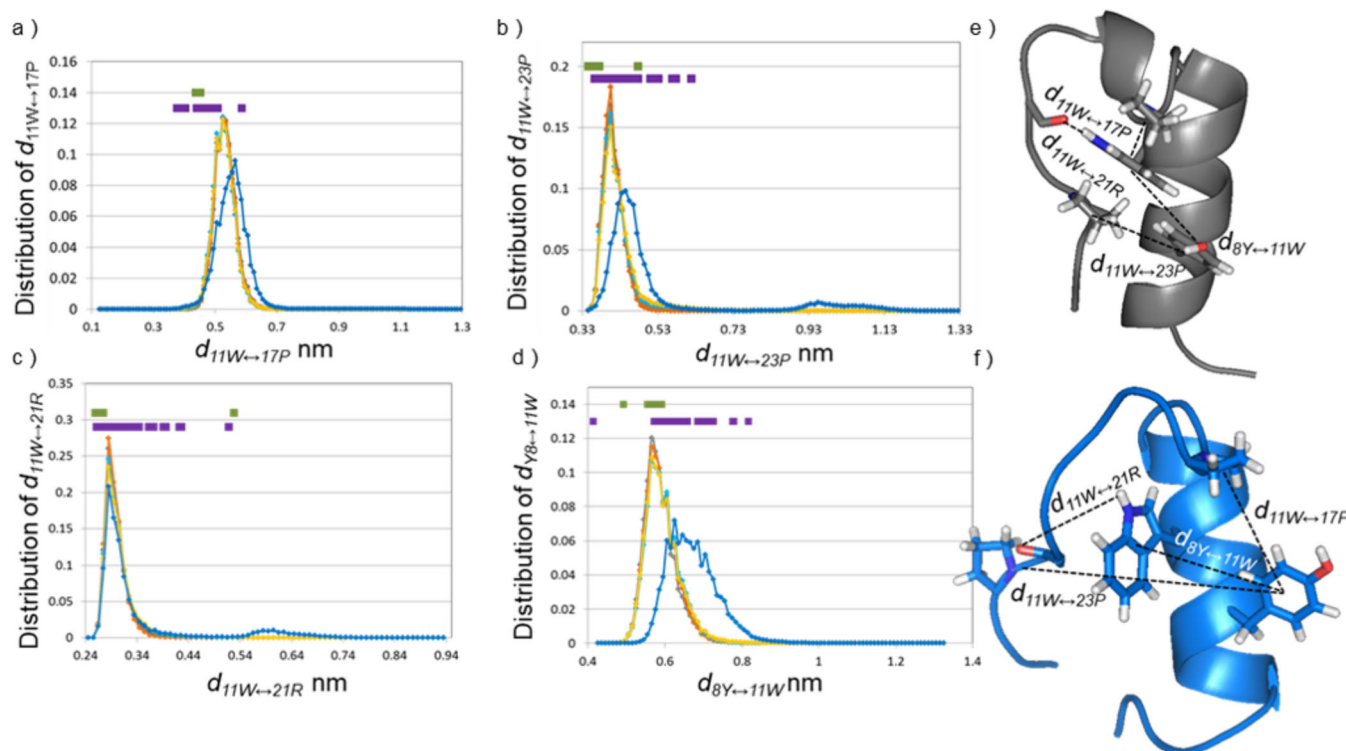 a )
Distribution of d11W↔17P
0.16
0.14
0.12
0.1
0.08
0.06
0.04
0.02
0
0.1 0.3 0.5 0.7 0.9 1.1 1.3
d11W↔17P nm
b )
Distribution of d11W↔23P
0.2
0.15
0.1
0.05
0
0.33 0.53 0.73 0.93 1.13 1.33
d11W↔23P nm
c )
Distribution of d11W↔21R
0.35
0.3
0.25
0.2
0.15
0.1
0.05
0
0.24 0.34 0.44 0.54 0.64 0.74 0.84 0.94
d11W↔21R nm
d )
Distribution of dY8↔11W
0.14
0.12
0.1
0.08
0.06
0.04
0.02
0
0.4 0.6 0.8 1 1.2 1.4
d8Y↔11W nm
e )
d11W↔17P
d11W↔21R
d8Y↔11W
d11W↔23P
f )
d11W↔21R
d11W↔17P
d8Y↔11W
d11W↔23P